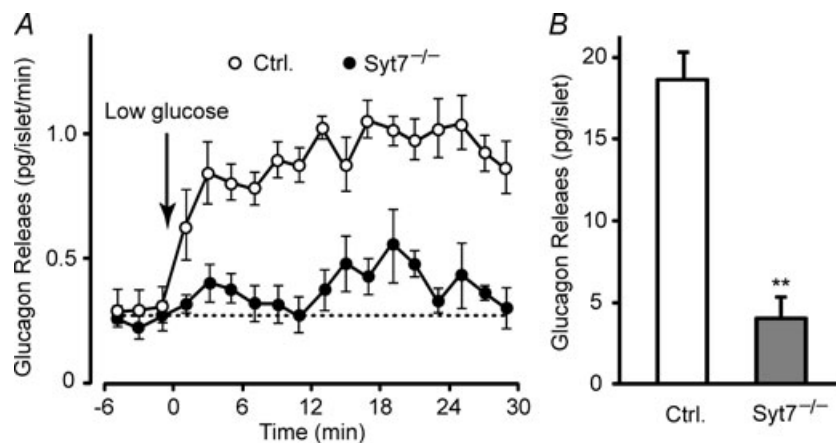 A
Ctrl.
Syt7−/−
Low glucose
Glucagon Releaes (pg/islet/min)
1.0
0.5
0
-6
0
6
12
18
24
30
Time (min)
B
Glucagon Releaes (pg/islet)
20
15
10
5
0
**
Ctrl.
Syt7−/−